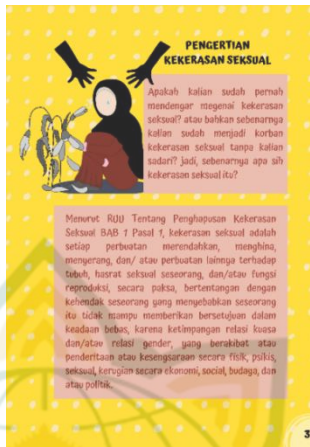 PENGERTIAN
KEKERASAN SEKSUAL
Apakah kalian sudah pernah
mendengar megenai kekerasan
seksual? atau bahkan sebenarnya
kalian sudah menjadi korban
kekerasan seksual tanpa kalian
sadari? jadi, sebenarnya apa sih
kekerasan seksual itu?
Menurut RUU Tentang Penghapusan Kekerasan
Seksual BAB 1 Pasal 1, kekerasan seksual adalah
setiap perbuatan merendahkan, menghina,
mengerang, dan/ atau perbuatan lainnya terhadap
tubuh, hasrat seksual seseorang, dan/atau fungsi
reproduksi, secara paksa, bertentangan dengan
kehendak seseorang yang menyebabkan seseorang
itu tidak mampu memberikan bersetujuan dalam
keadaan bebas, karena ketimpangan relasi kuasa
dan/atau relasi gender, yang berakibat atau
penderitaan atau kesengsaraan secara fisik, psikis,
seksual, kerugian secara ekonomi, social, budaya, dan
atau politik.
3